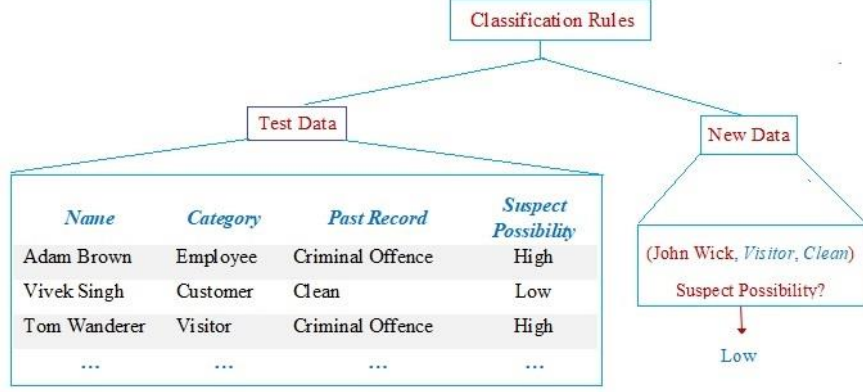 Classification Rules
Test Data
New Data
Name Category Past Record Suspect Possibility
Adam Brown Employee Criminal Offence High
Vivek Singh Customer Clean Low
Tom Wanderer Visitor Criminal Offence High
... ... ... ...
(John Wick, Visitor, Clean)
Suspect Possibility?
Low